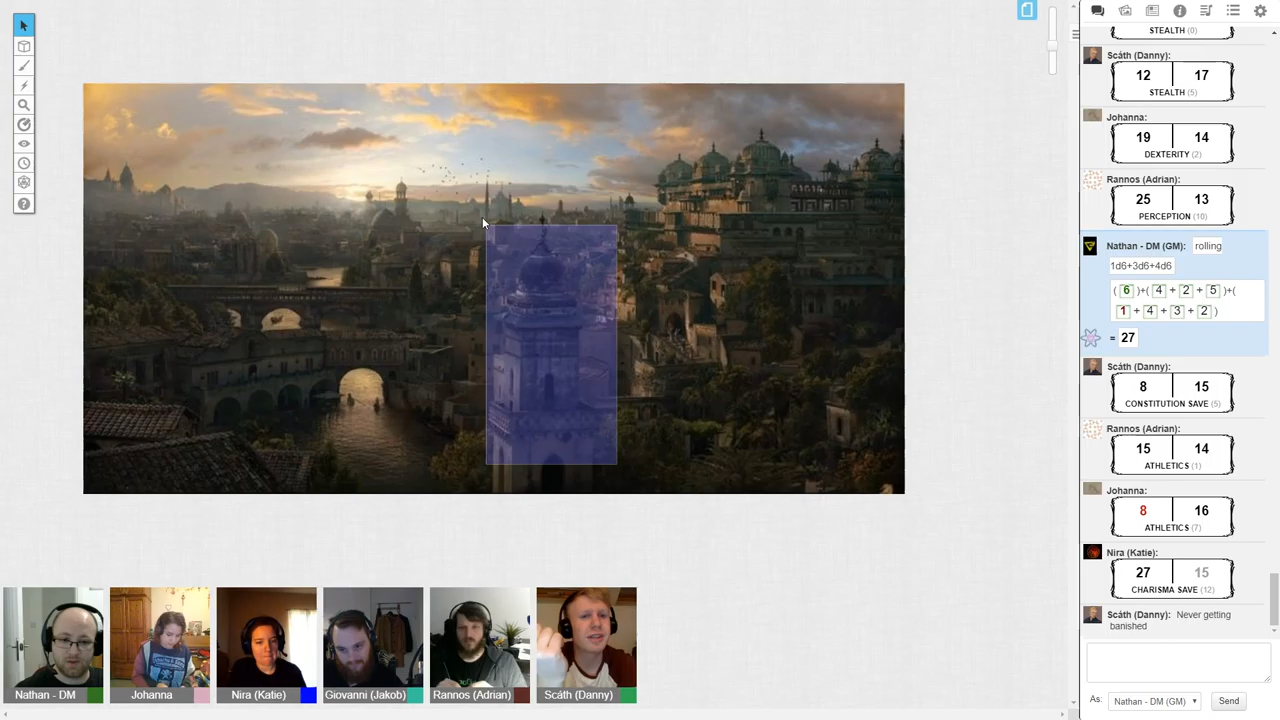 STEALTH (0)
Scáth (Danny):
12 17
STEALTH (5)
Johanna:
19 14
DEXTERITY (2)
Rannos (Adrian):
25 13
PERCEPTION (10)
Nathan - DM (GM): rolling
1d6+3d6+4d6
( 6 )+( 4 + 2 + 5 )+(
1 + 4 + 3 + 2 )
= 27
Scáth (Danny):
8 15
CONSTITUTION SAVE (5)
Rannos (Adrian):
15 14
ATHLETICS (1)
Johanna:
8 16
ATHLETICS (7)
Nira (Katie):
27 15
CHARISMA SAVE (12)
Scáth (Danny): Never getting
banished
As: Nathan - DM (GM) Send
Nathan - DM
Johanna
Nira (Katie)
Giovanni (Jakob)
Rannos (Adrian)
Scáth (Danny)